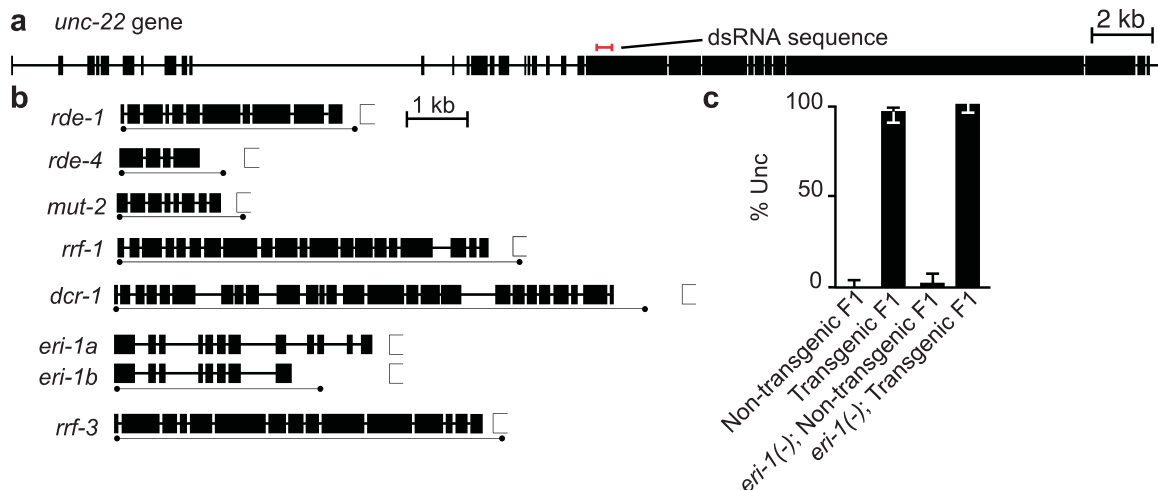 a unc-22 gene
2 kb
dsRNA sequence
b
1 kb
rde-1
rde-4
mut-2
rrf-1
dcr-1
eri-1a
eri-1b
rrf-3
c
100
50
0
% Unc
Non-transgenic F1
Transgenic F1
eri-1(-); Non-transgenic F1
eri-1(-); Transgenic F1